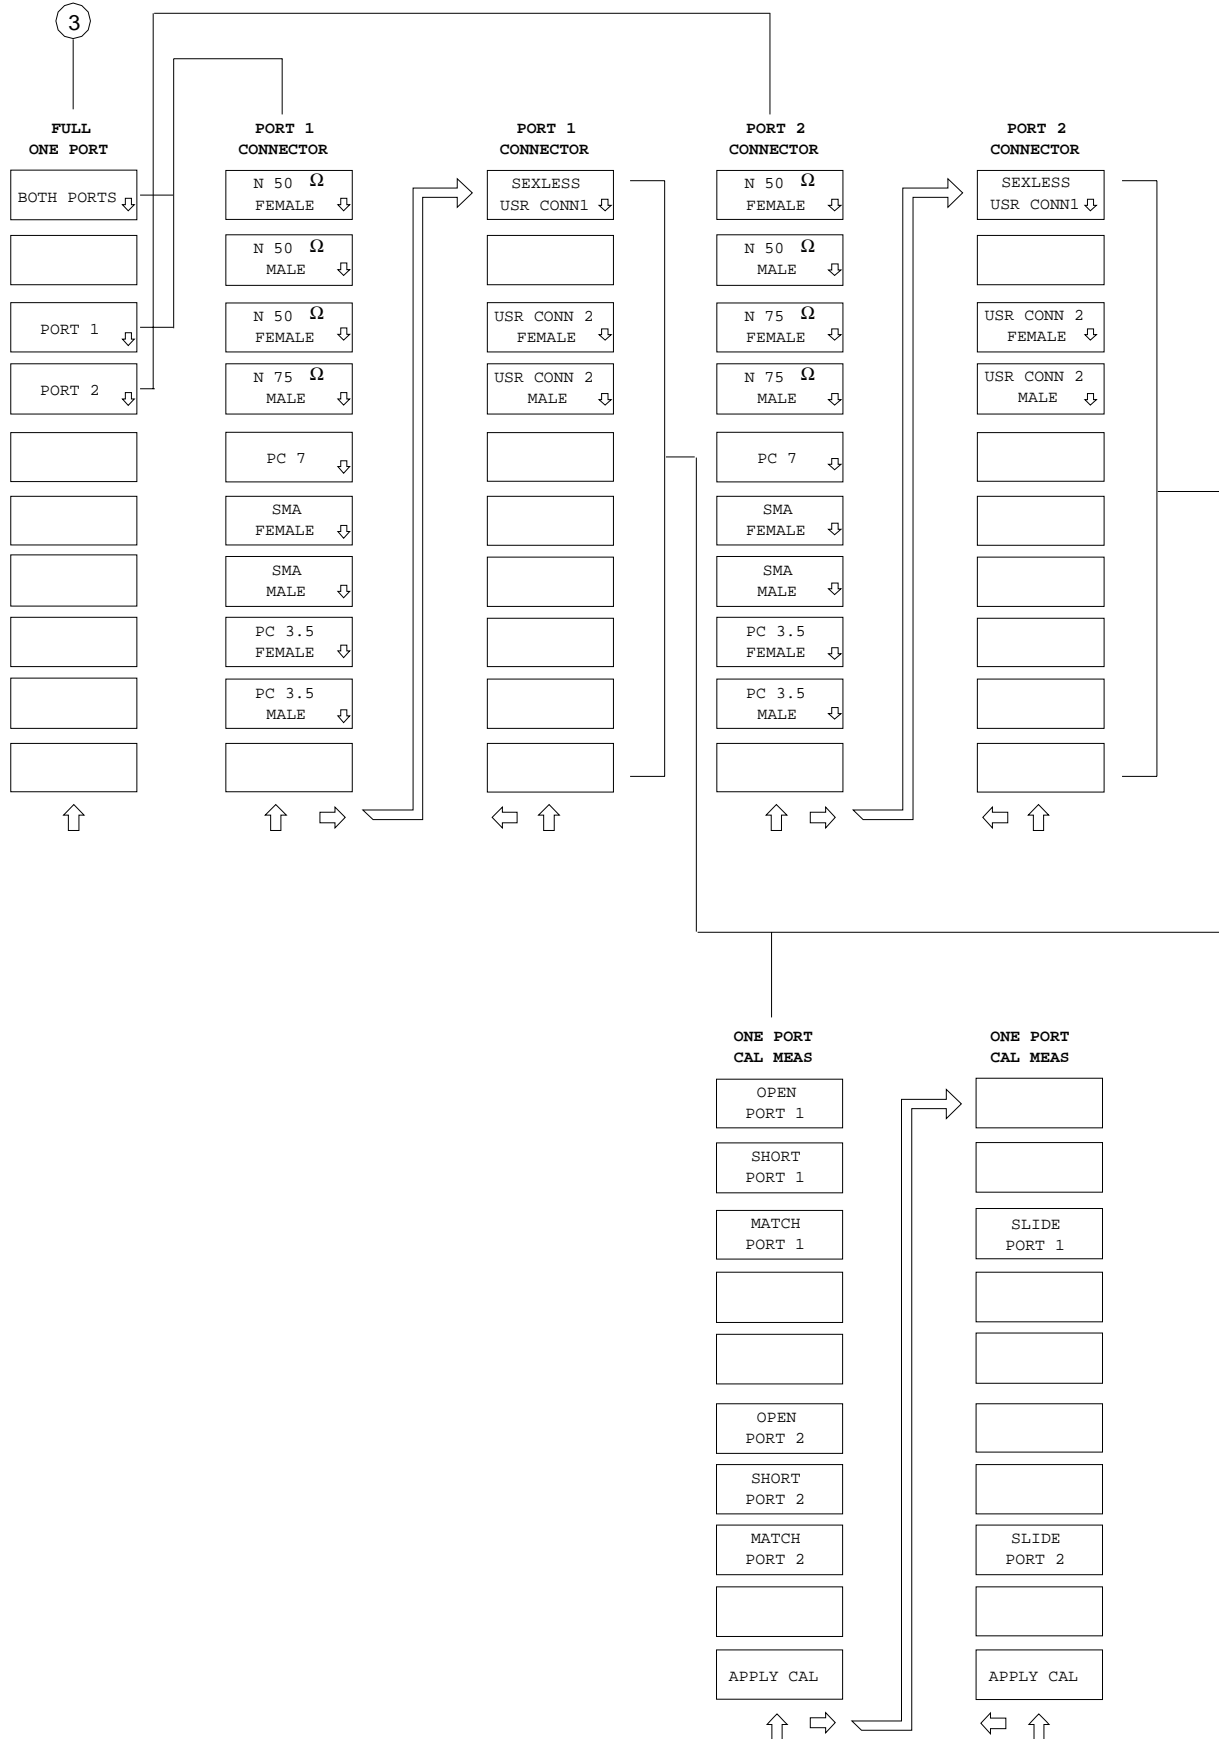 3
FULL
ONE PORT
BOTH PORTS
PORT 1
PORT 2
PORT 1
CONNECTOR
N 50 Ω
FEMALE
N 50 Ω
MALE
N 50 Ω
FEMALE
N 75 Ω
MALE
PC 7
SMA
FEMALE
SMA
MALE
PC 3.5
FEMALE
PC 3.5
MALE
PORT 1
CONNECTOR
SEXLESS
USR CONN1
USR CONN 2
FEMALE
USR CONN 2
MALE
PORT 2
CONNECTOR
N 50 Ω
FEMALE
N 50 Ω
MALE
N 75 Ω
FEMALE
N 75 Ω
MALE
PC 7
SMA
FEMALE
SMA
MALE
PC 3.5
FEMALE
PC 3.5
MALE
PORT 2
CONNECTOR
SEXLESS
USR CONN1
USR CONN 2
FEMALE
USR CONN 2
MALE
ONE PORT
CAL MEAS
OPEN
PORT 1
SHORT
PORT 1
MATCH
PORT 1
OPEN
PORT 2
SHORT
PORT 2
MATCH
PORT 2
APPLY CAL
ONE PORT
CAL MEAS
SLIDE
PORT 1
SLIDE
PORT 2
APPLY CAL